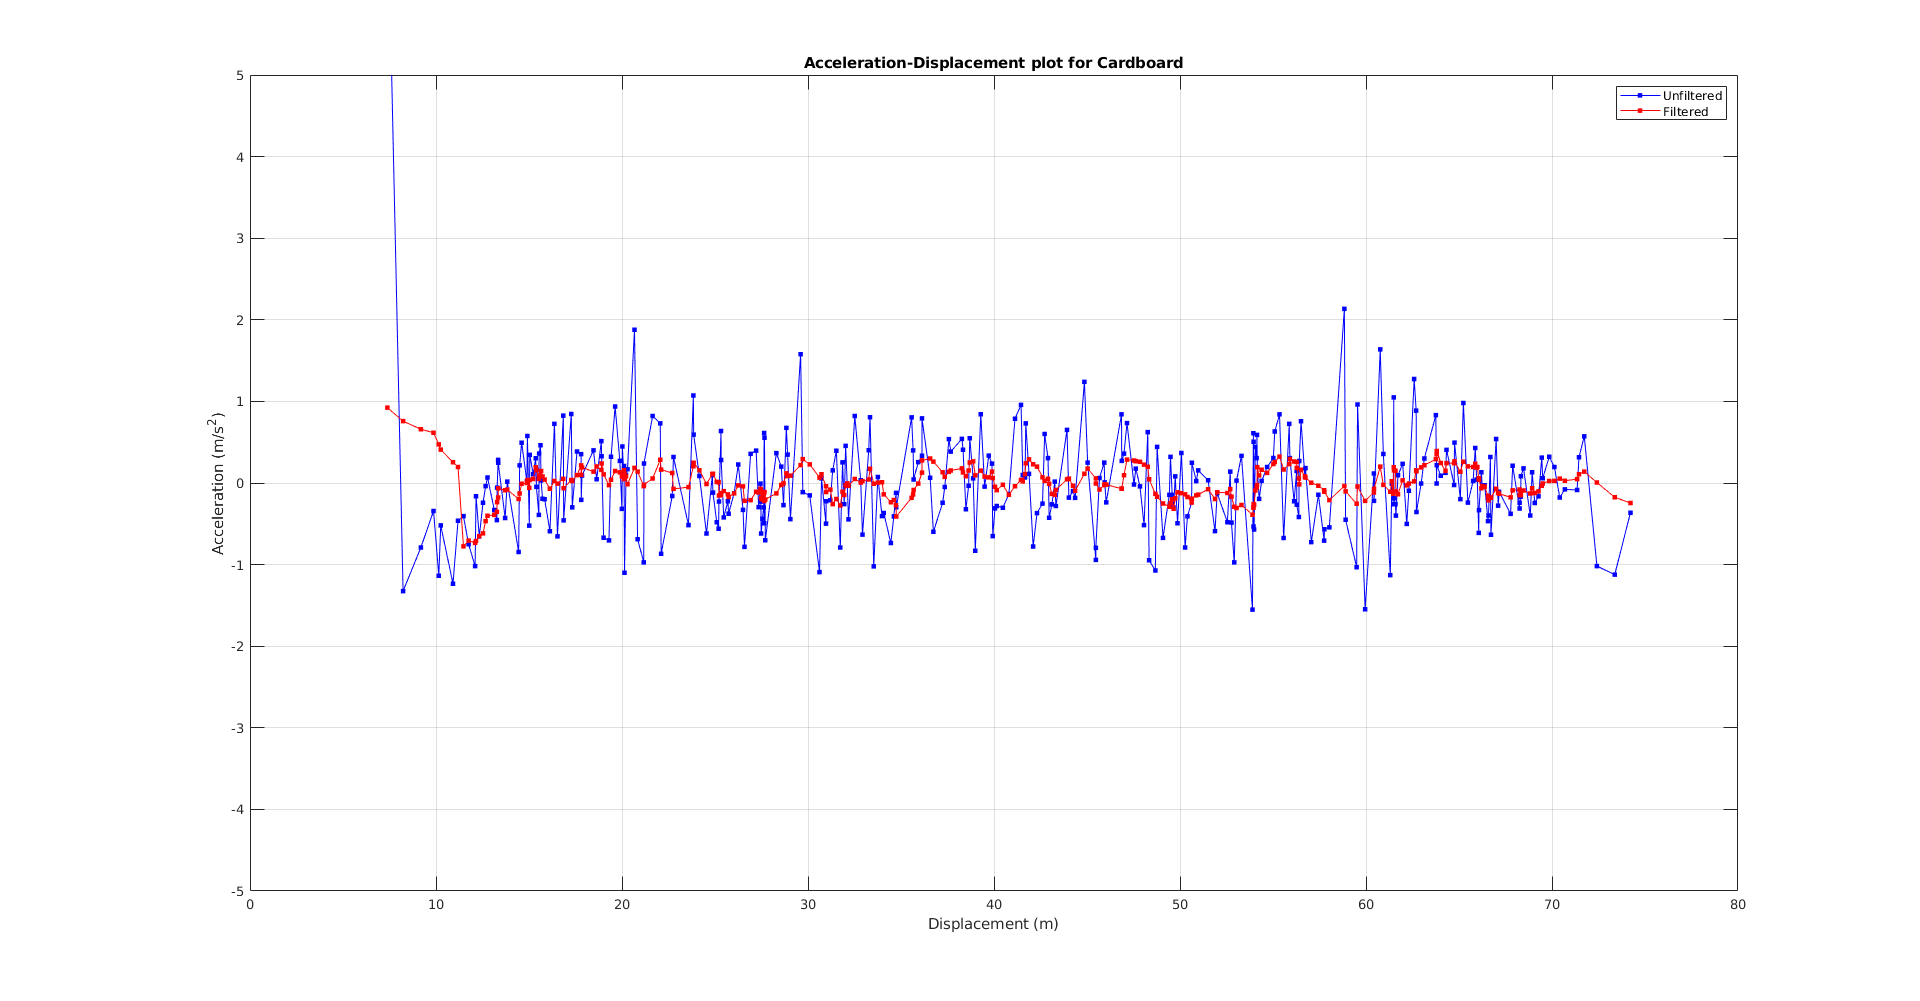 Acceleration-Displacement plot for Cardboard
Unfiltered
Filtered
Acceleration (m/s²)
5
4
3
2
1
0
-1
-2
-3
-4
-5
0 10 20 30 40 50 60 70 80
Displacement (m)